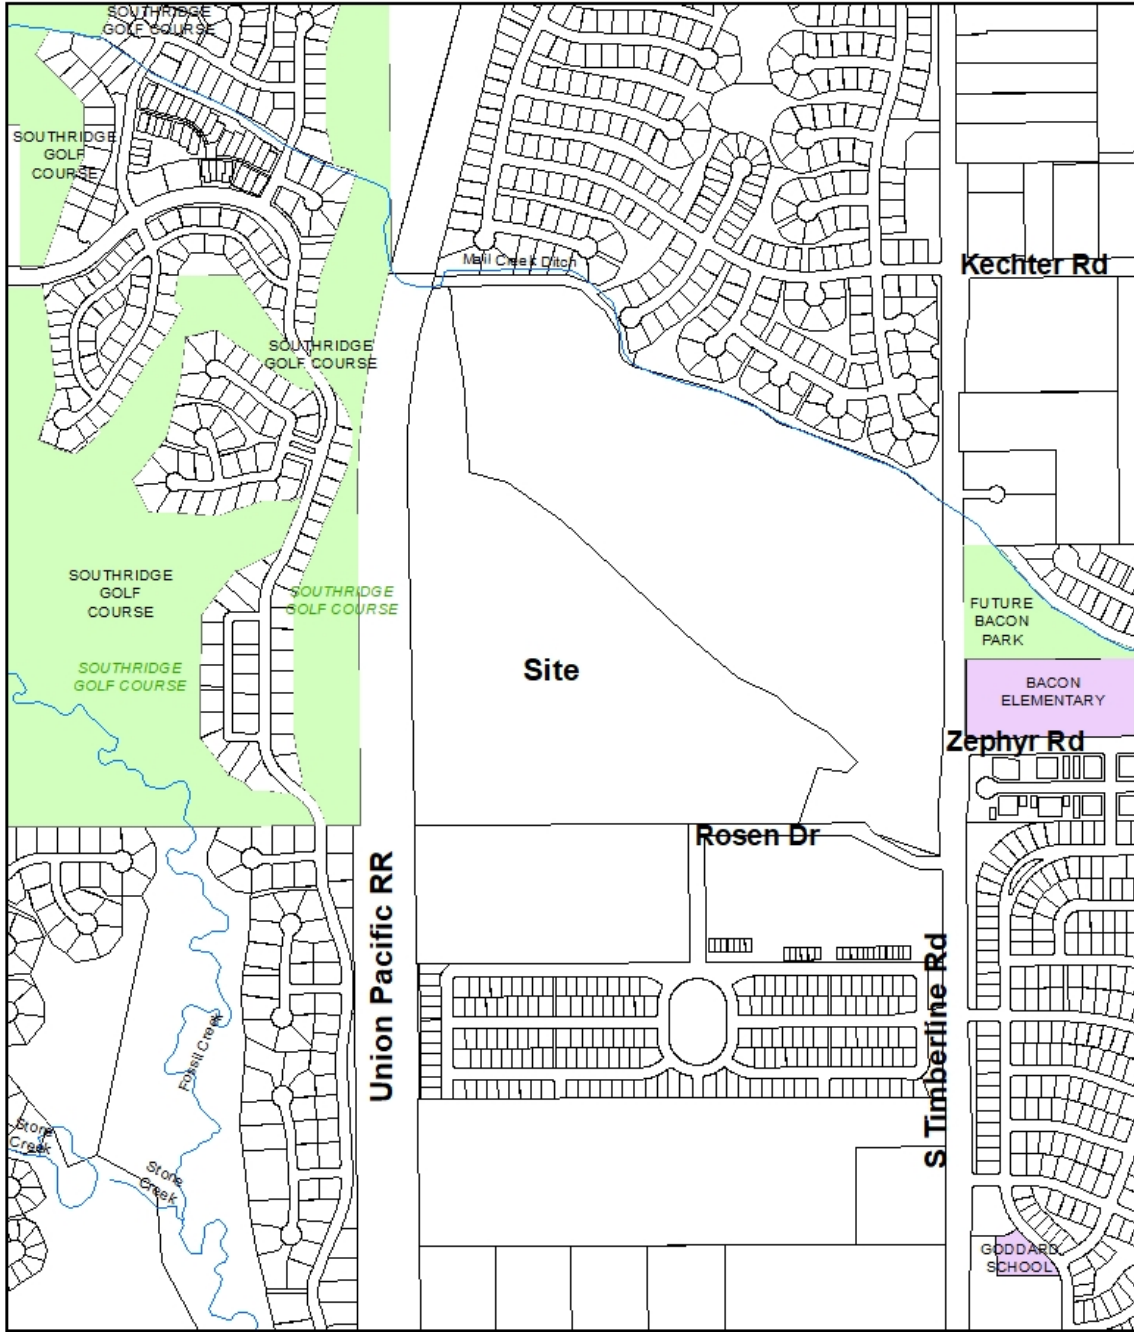 SOUTHRIDGE
GOLF COURSE
SOUTHRIDGE
GOLF
COURSE
Mail Creek Ditch
Kechter Rd
SOUTHRIDGE
GOLF COURSE
SOUTHRIDGE
GOLF
COURSE
SOUTHRIDGE
GOLF COURSE
FUTURE
BACON
PARK
SOUTHRIDGE
GOLF COURSE
Site
BACON
ELEMENTARY
Zephyr Rd
Rosen Dr
Union Pacific RR
S Timberline Rd
Fossil Creek
Stone
Creek
Stone
Creek
GODDARD
SCHOOL